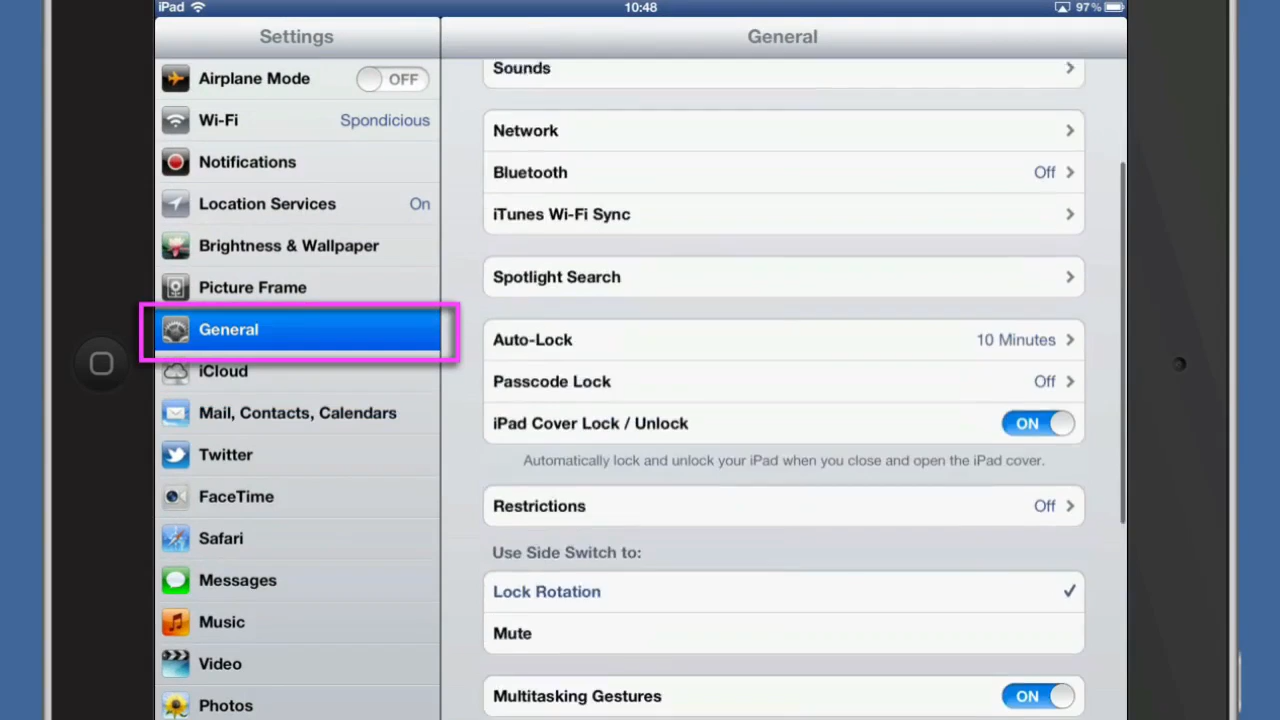 iPad 10:48 97%
Settings
General
Airplane Mode OFF
Wi-Fi Spondicious
Notifications
Location Services On
Brightness & Wallpaper
Picture Frame
General
iCloud
Mail, Contacts, Calendars
Twitter
FaceTime
Safari
Messages
Music
Video
Photos
Sounds
Network
Bluetooth Off
iTunes Wi-Fi Sync
Spotlight Search
Auto-Lock 10 Minutes
Passcode Lock Off
iPad Cover Lock / Unlock ON
Automatically lock and unlock your iPad when you close and open the iPad cover.
Restrictions Off
Use Side Switch to:
Lock Rotation
Mute
Multitasking Gestures ON